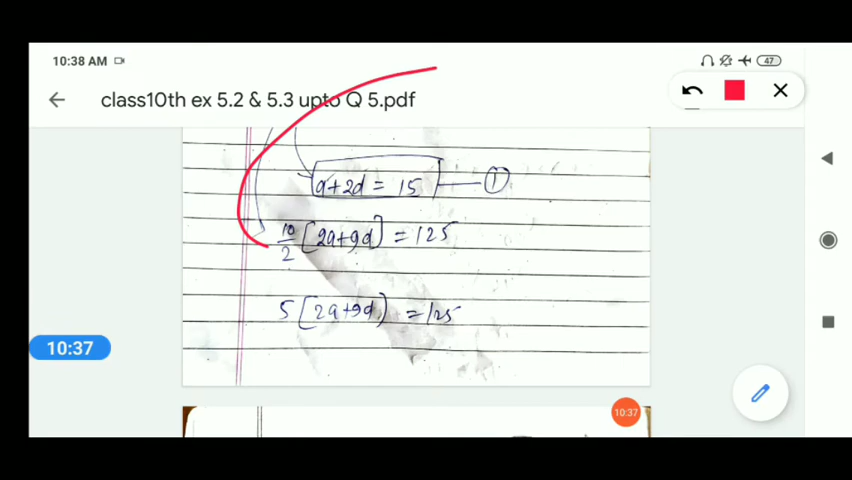 10:38 AM
47
class10th ex 5.2 & 5.3 upto Q 5.pdf
a+2d = 15 — ①
10/2 [2a+9d] = 125
5 [2a+9d] = 125
10:37
10:37